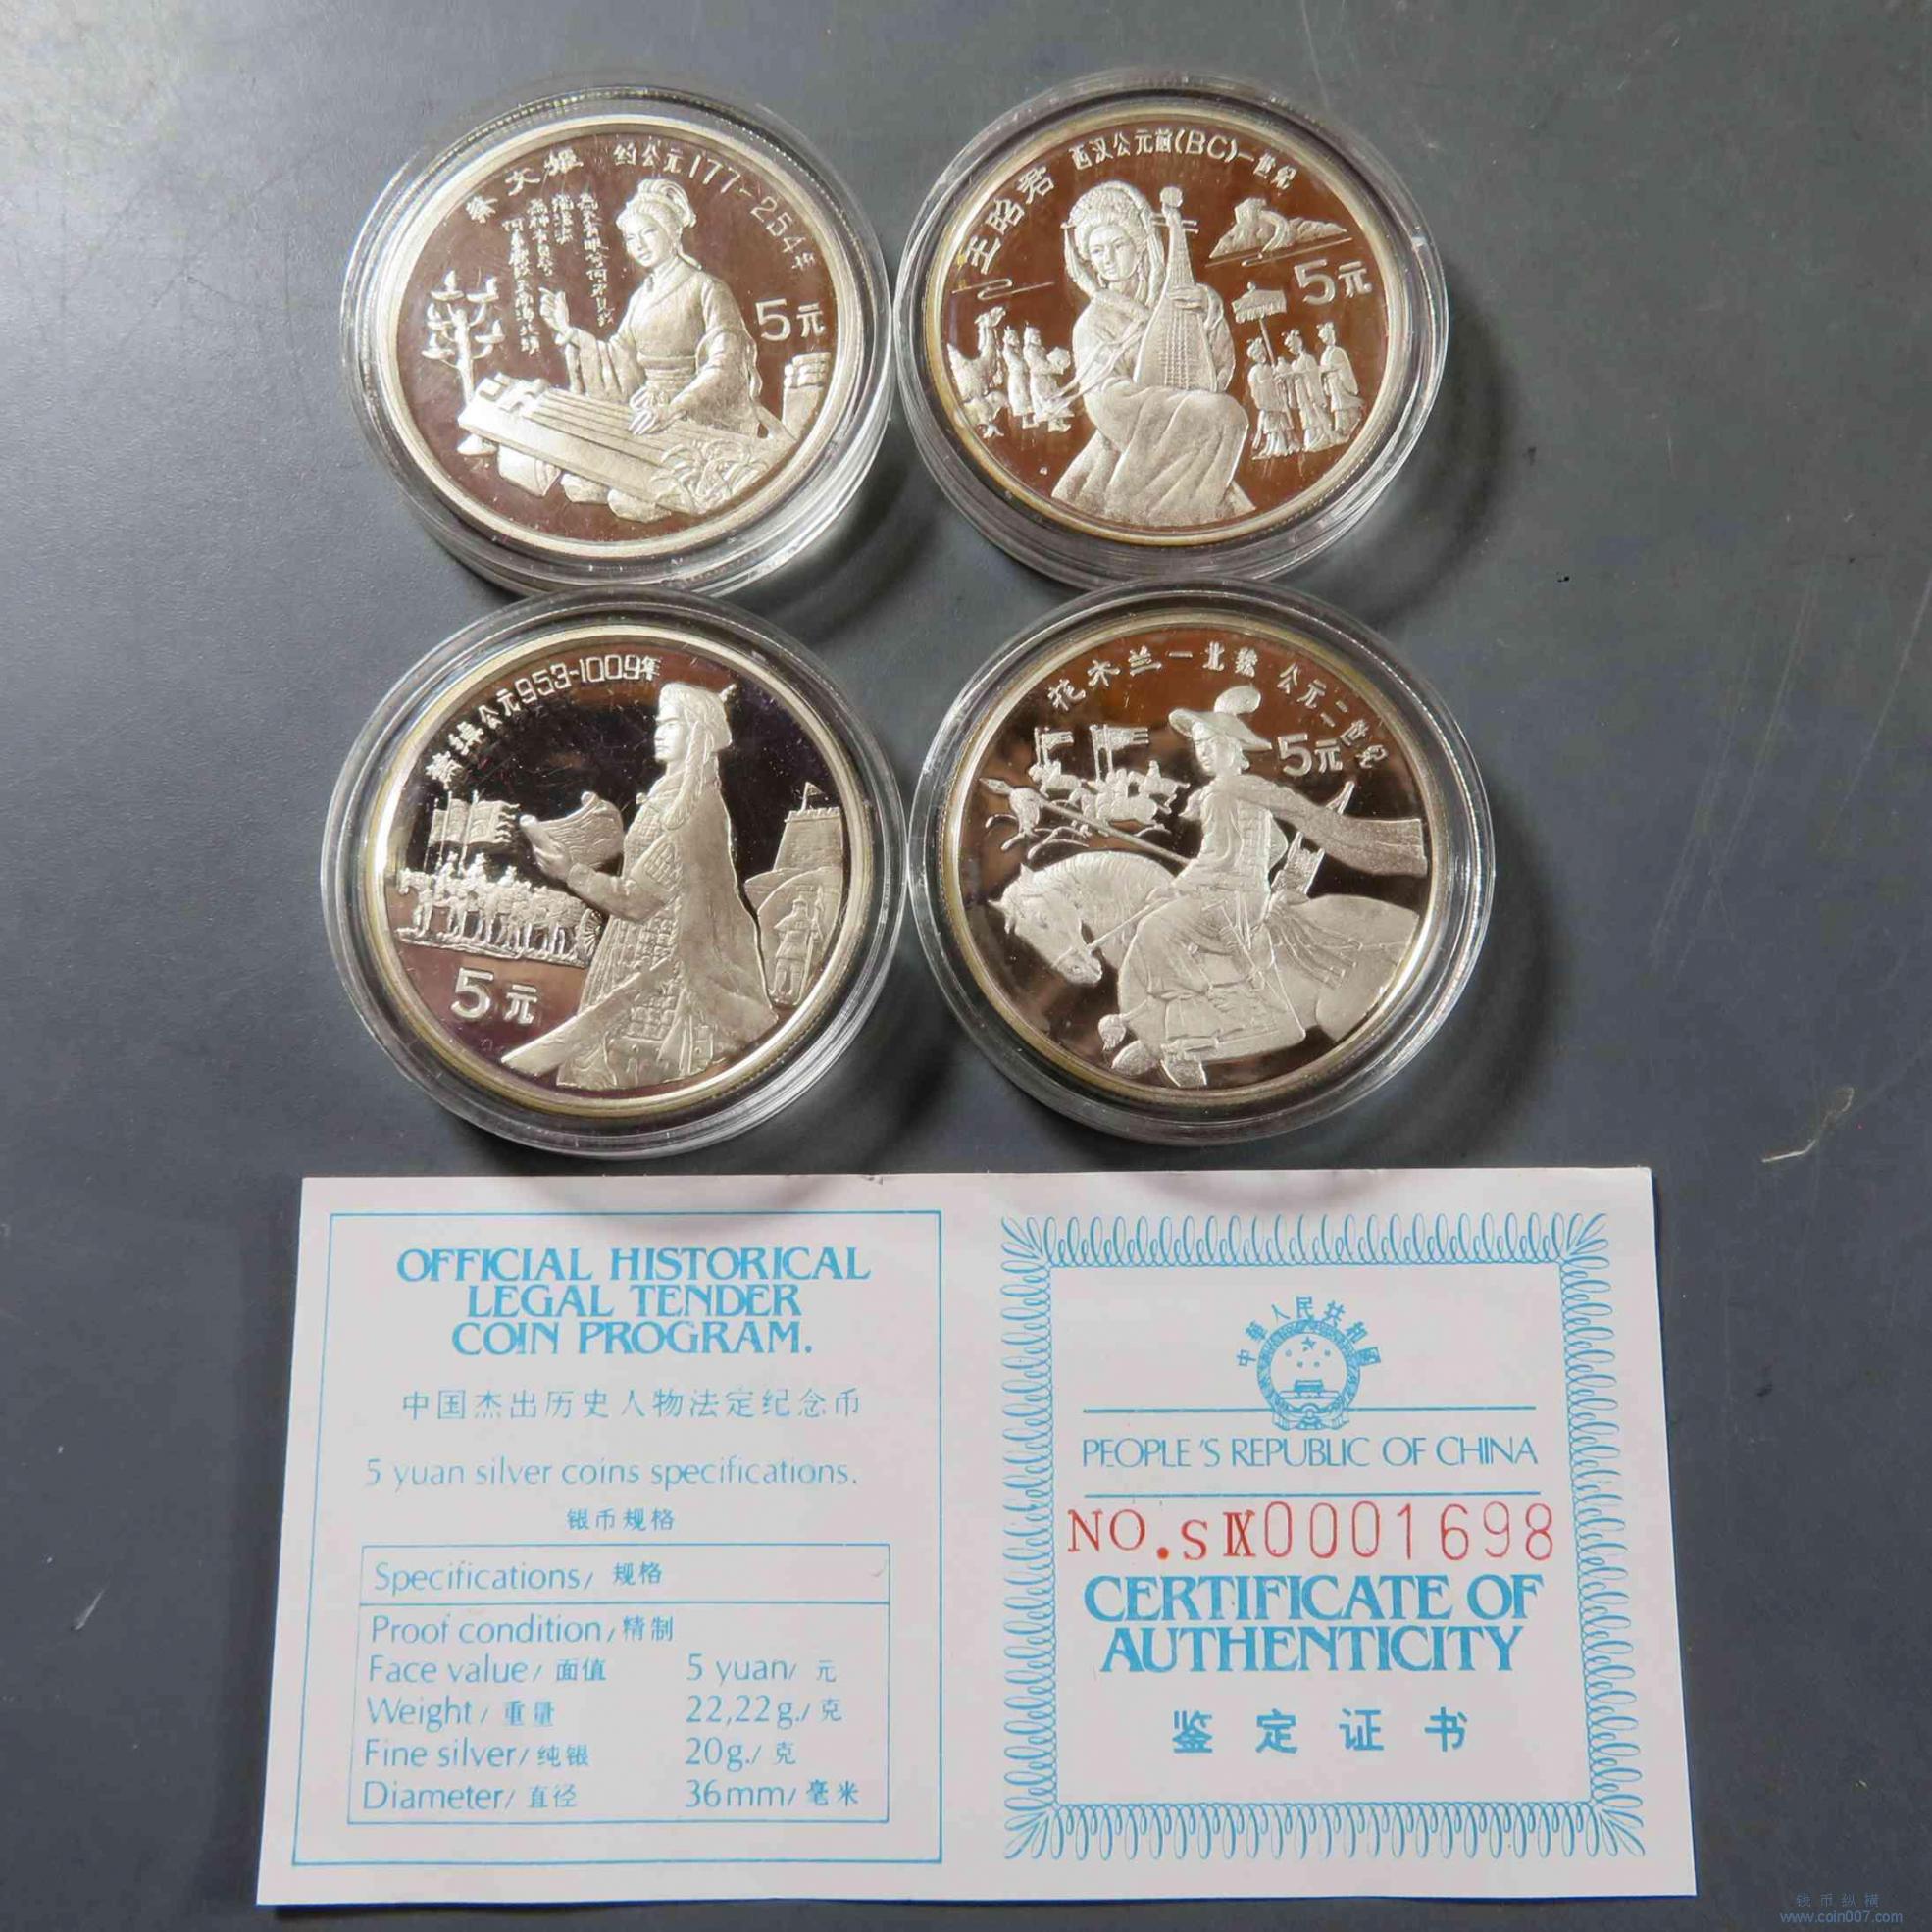 蔡文姬 约公元177-254年
5元
王昭君 西汉公元前(BC)一世纪
5元
萧绰公元953-1009年
5元
花木兰一北魏 公元二世纪
5元
OFFICIAL HISTORICAL
LEGAL TENDER
COIN PROGRAM.
中国杰出历史人物法定纪念币
5 yuan silver coins specifications.
银币规格
Specifications/ 规格
Proof condition/精制
Face value/ 面值 5 yuan/ 元
Weight/ 重量 22,22g./ 克
Fine silver/ 纯银 20g./ 克
Diameter/ 直径 36mm/ 毫米
中華人民共和國
PEOPLE'S REPUBLIC OF CHINA
NO.SⅨ0001698
CERTIFICATE OF
AUTHENTICITY
鉴定证书
钱币纵横
www.coin007.com